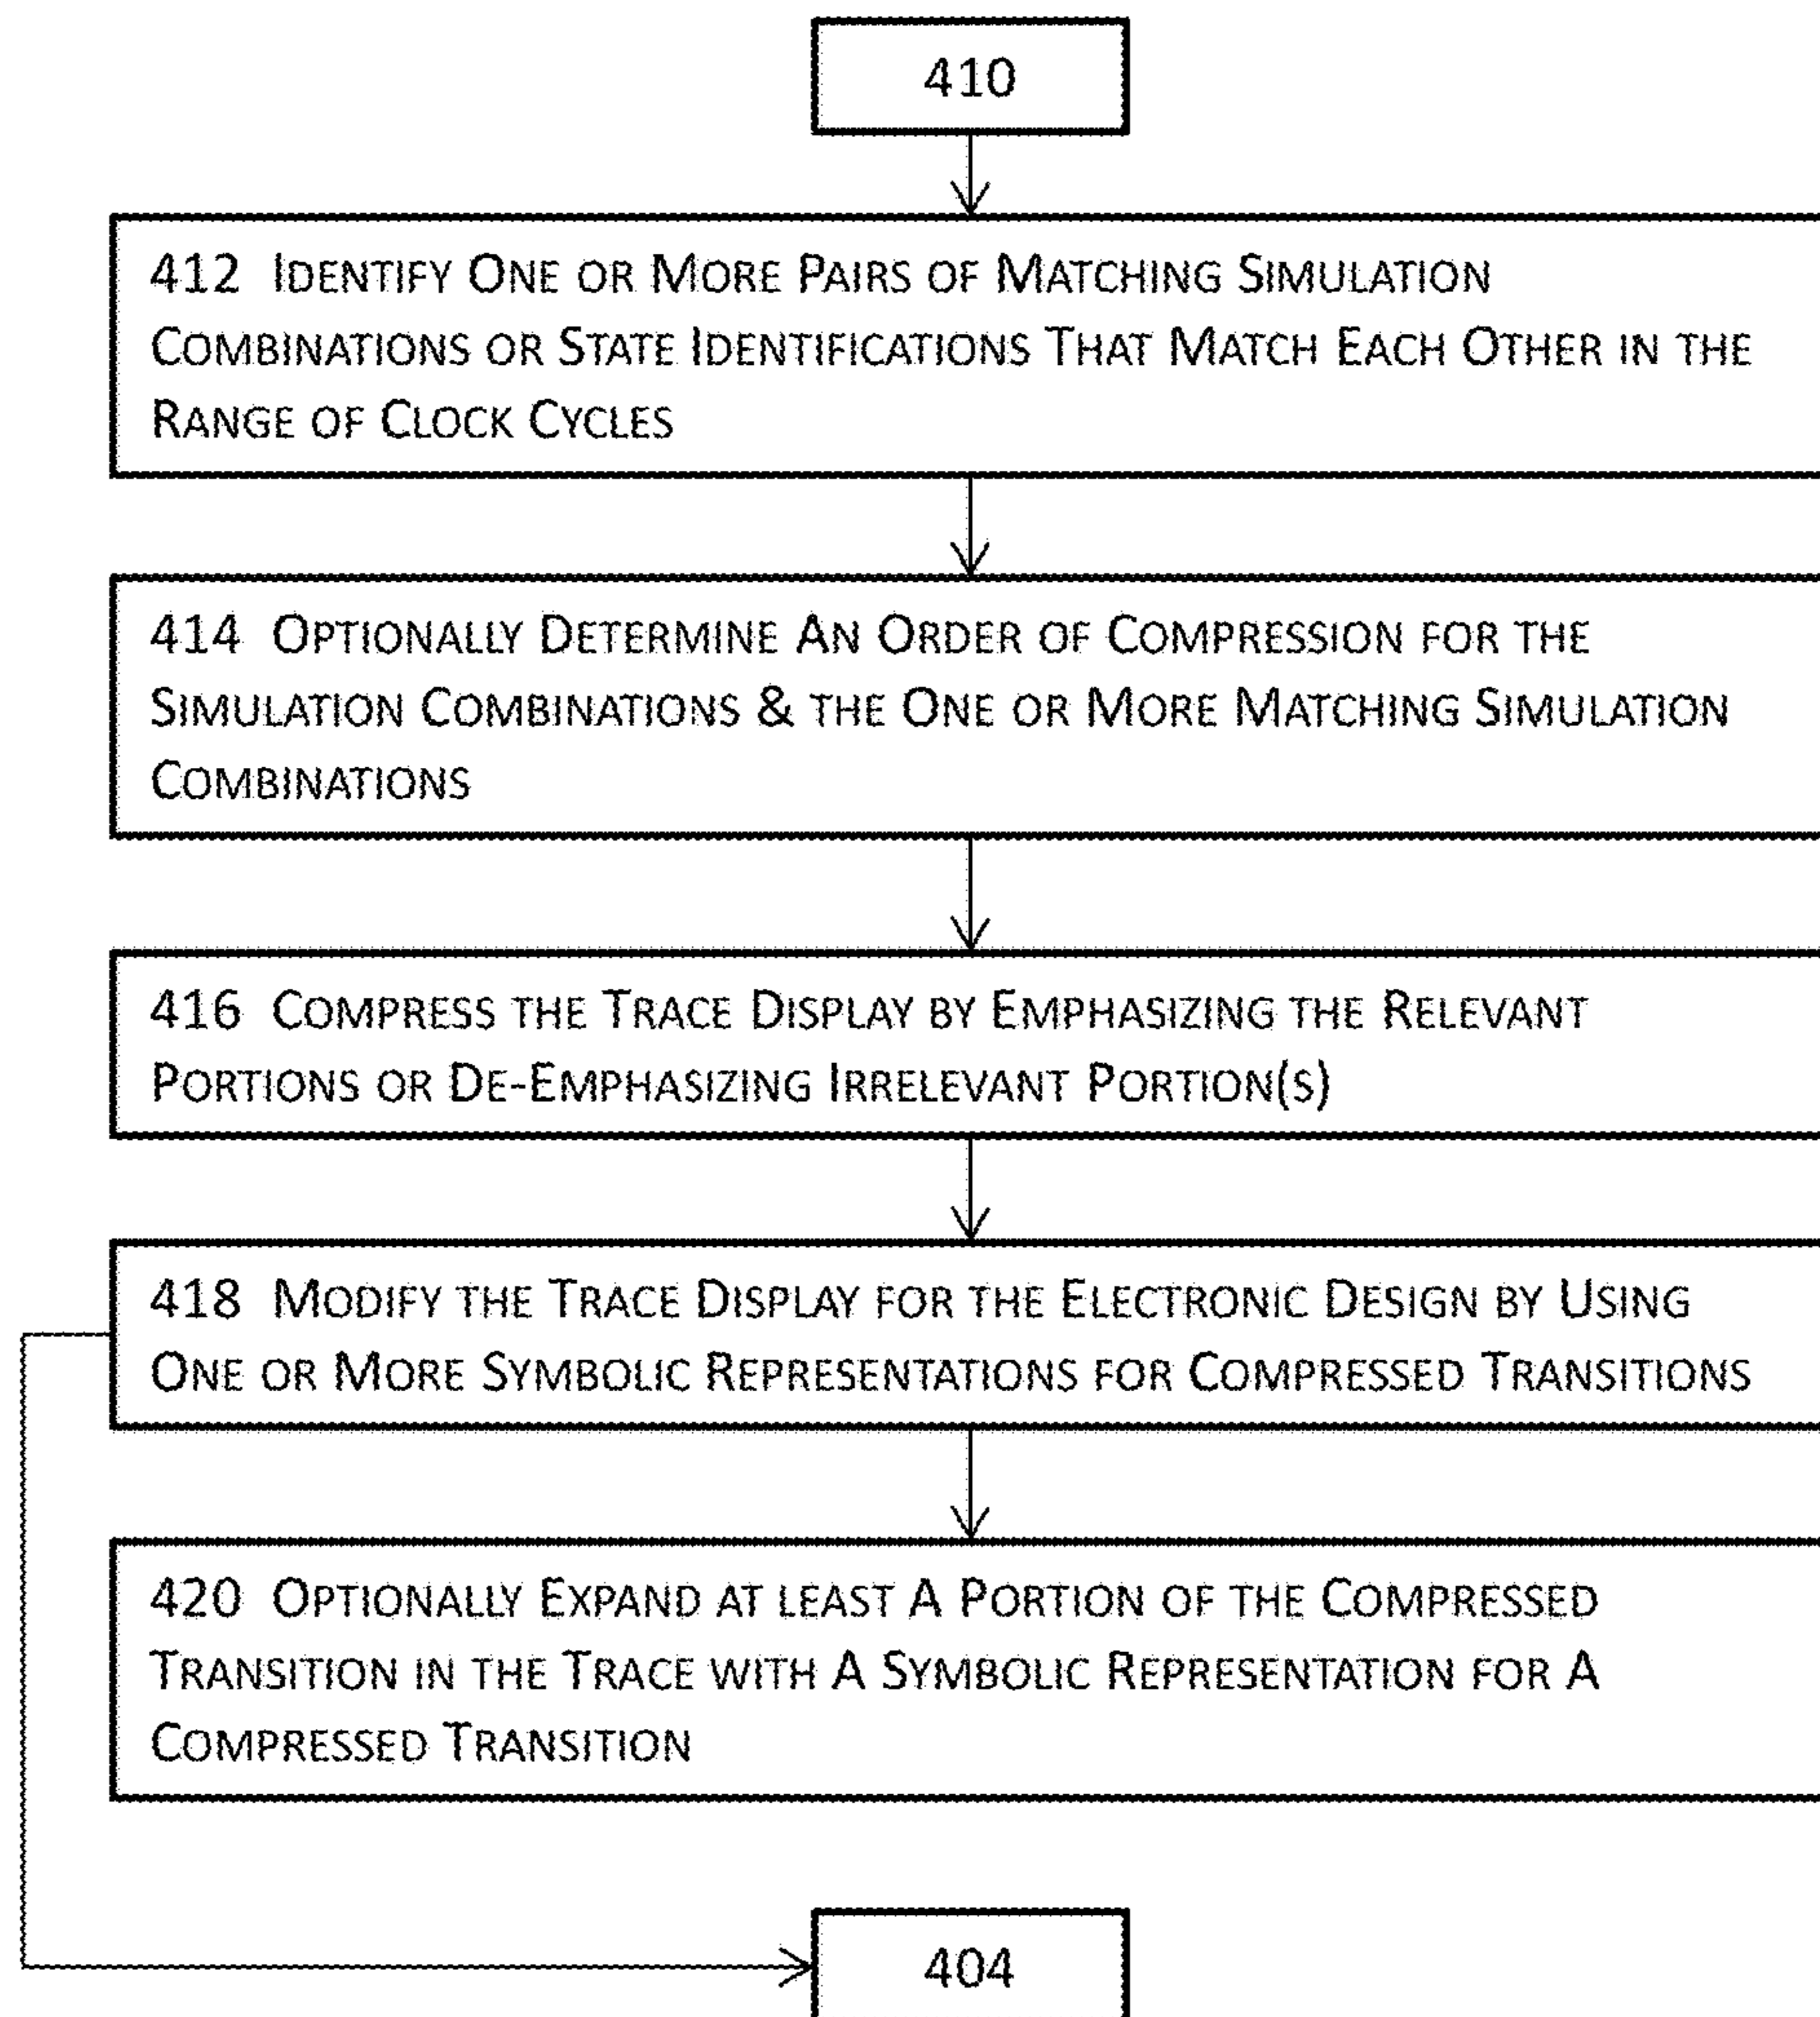 410
412 Identify One or More Pairs of Matching Simulation
Combinations or State Identifications That Match Each Other in the
Range of Clock Cycles
414 Optionally Determine An Order of Compression for the
Simulation Combinations & the One or More Matching Simulation
Combinations
416 Compress the Trace Display by Emphasizing the Relevant
Portions or De-Emphasizing Irrelevant Portion(s)
418 Modify the Trace Display for the Electronic Design by Using
One or More Symbolic Representations for Compressed Transitions
420 Optionally Expand at least A Portion of the Compressed
Transition in the Trace with A Symbolic Representation for A
Compressed Transition
404